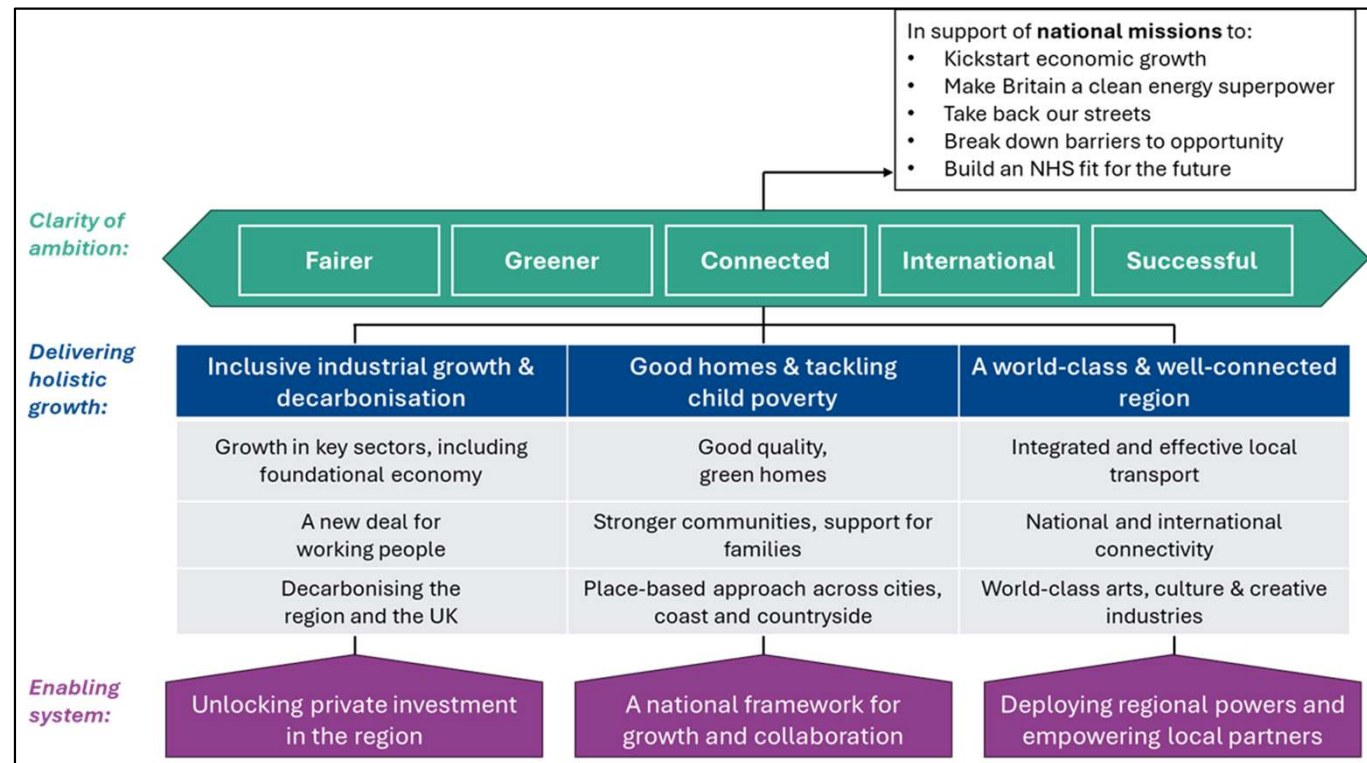 In support of national missions to:
• Kickstart economic growth
• Make Britain a clean energy superpower
• Take back our streets
• Break down barriers to opportunity
• Build an NHS fit for the future
Clarity of
ambition:
Fairer
Greener
Connected
International
Successful
Delivering
holistic
growth:
Inclusive industrial growth &
decarbonisation
Good homes & tackling
child poverty
A world-class & well-connected
region
Growth in key sectors, including
foundational economy
Good quality,
green homes
Integrated and effective local
transport
A new deal for
working people
Stronger communities, support for
families
National and international
connectivity
Decarbonising the
region and the UK
Place-based approach across cities,
coast and countryside
World-class arts, culture & creative
industries
Enabling
system:
Unlocking private investment
in the region
A national framework for
growth and collaboration
Deploying regional powers and
empowering local partners